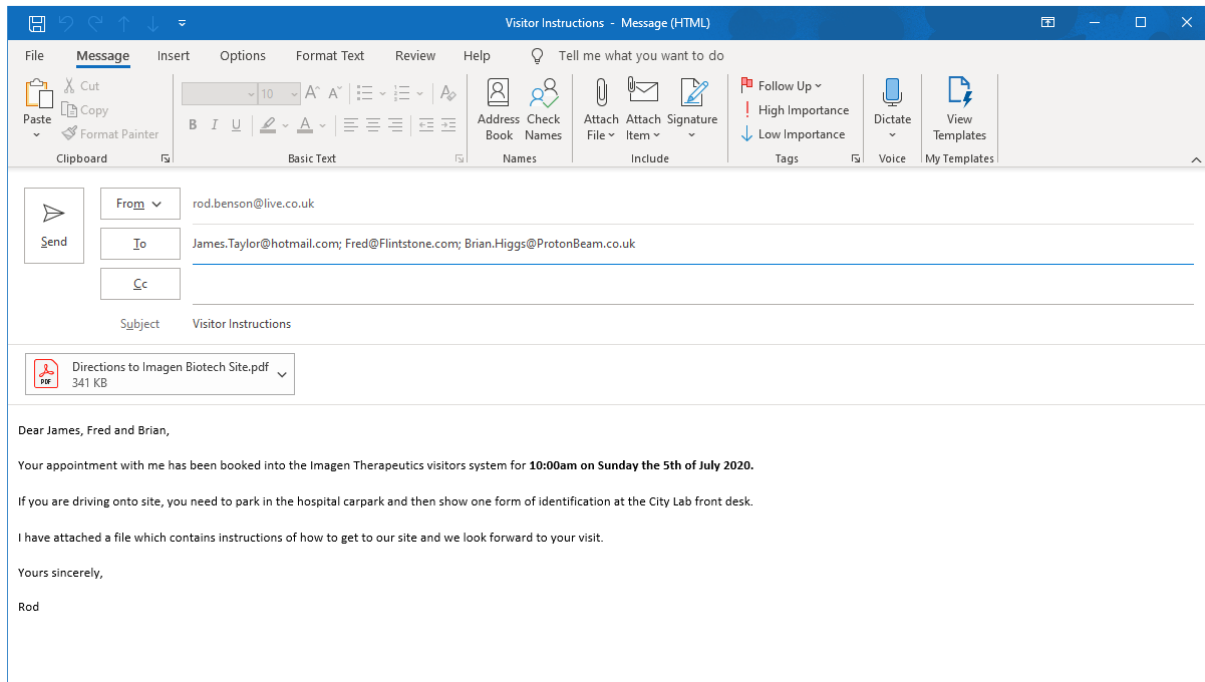 Visitor Instructions - Message (HTML)
File Message Insert Options Format Text Review Help Tell me what you want to do
Paste
Cut
Copy
Format Painter
Clipboard
10
B I U
Basic Text
Address Book
Check Names
Names
Attach File
Attach Item
Signature
Include
Follow Up
High Importance
Low Importance
Tags
Dictate
Voice
View Templates
My Templates
Send
From rod.benson@live.co.uk
To James.Taylor@hotmail.com; Fred@Flintstone.com; Brian.Higgs@ProtonBeam.co.uk
Cc
Subject Visitor Instructions
PDF
Directions to Imagen Biotech Site.pdf
341 KB
Dear James, Fred and Brian,
Your appointment with me has been booked into the Imagen Therapeutics visitors system for 10:00am on Sunday the 5th of July 2020.
If you are driving onto site, you need to park in the hospital carpark and then show one form of identification at the City Lab front desk.
I have attached a file which contains instructions of how to get to our site and we look forward to your visit.
Yours sincerely,
Rod